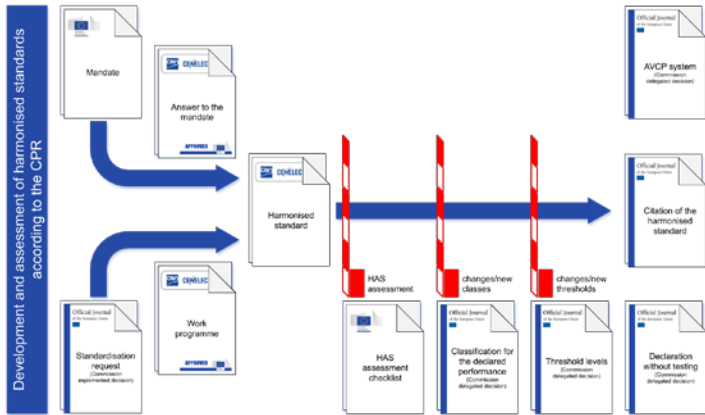 Development and assessment of harmonised standards
according to the CPR
Mandate
CENELEC
Answer to the
mandate
APPROVED
Official Journal
of the European Union
AVCP system
(Commission
delegated decision)
CENELEC
Harmonised
standard
Official Journal
of the European Union
Citation of the
harmonised
standard
HAS
assessment
changes/new
classes
changes/new
thresholds
Official Journal
of the European Union
Standardisation
request
(Commission
implemented decision)
CENELEC
Work
programme
APPROVED
HAS
assessment
checklist
Official Journal
of the European Union
Classification for
the declared
performance
(Commission
delegated decision)
Official Journal
of the European Union
Threshold levels
(Commission
delegated decision)
Official Journal
of the European Union
Declaration
without testing
(Commission
delegated decision)